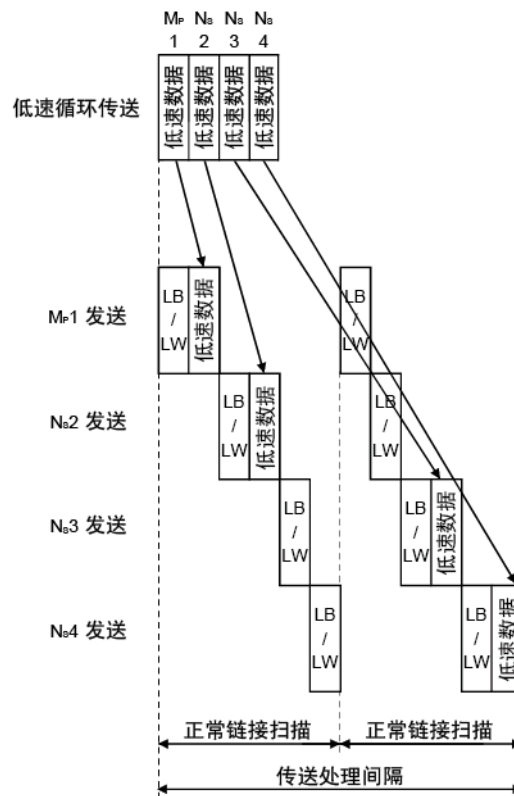 MP NS NS NS
1 2 3 4
低速循环传送
低速数据
低速数据
低速数据
低速数据
MP1 发送
LB
/
LW
低速数据
LB
/
LW
NS2 发送
LB
/
LW
低速数据
LB
/
LW
NS3 发送
LB
/
LW
LB
/
LW
低速数据
NS4 发送
LB
/
LW
LB
/
LW
低速数据
正常链接扫描
正常链接扫描
传送处理间隔